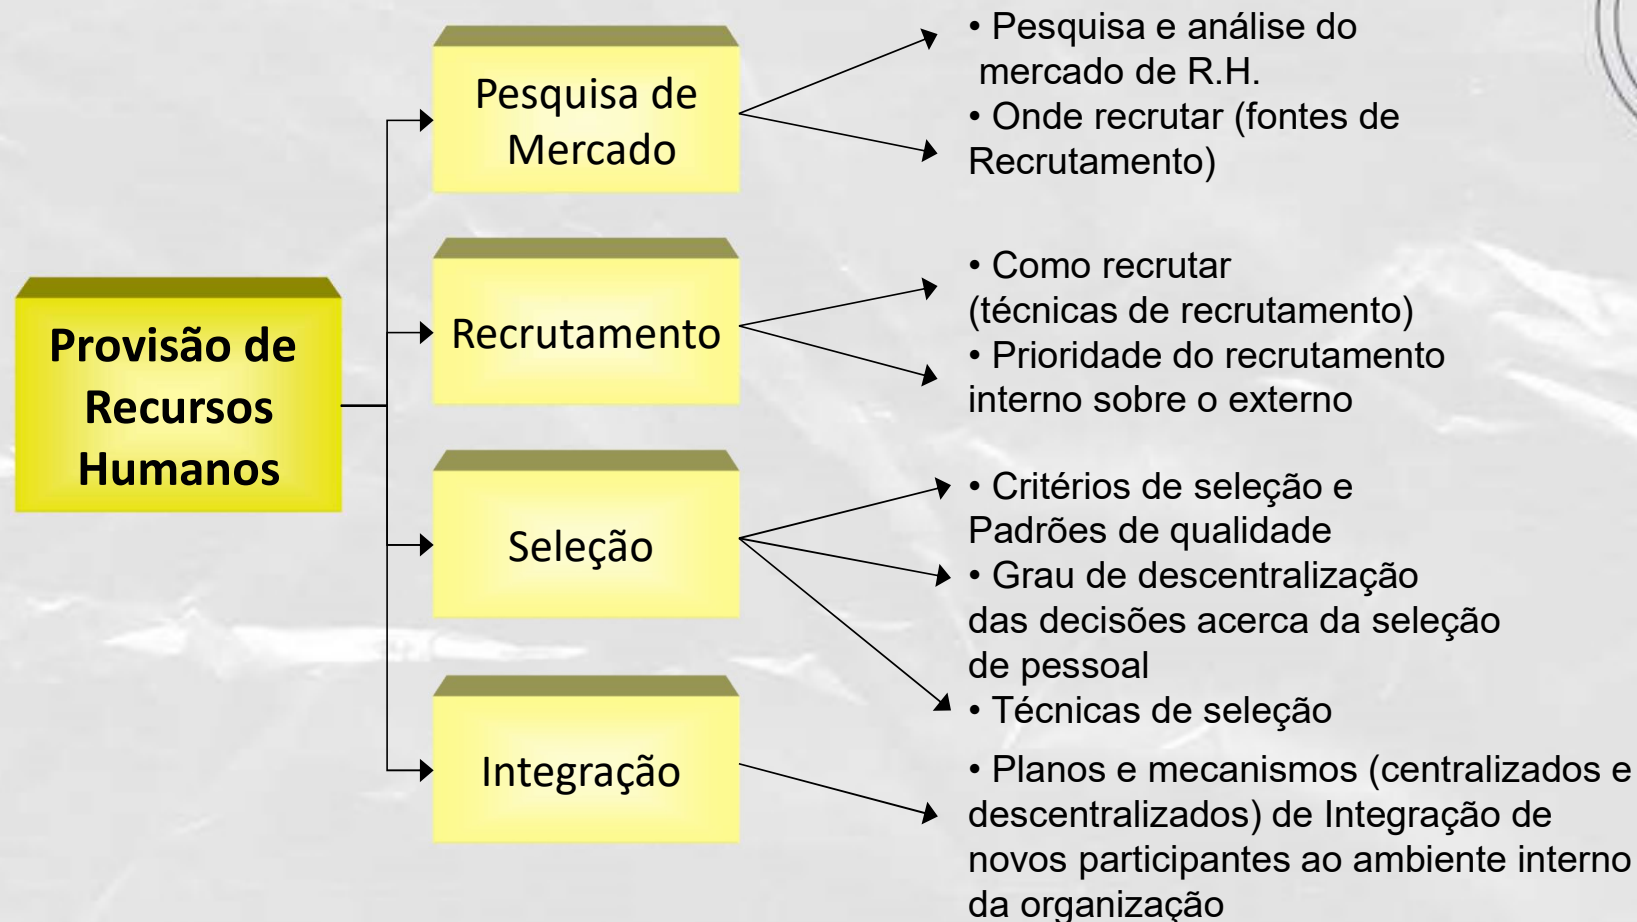 Provisão de
Recursos
Humanos
Pesquisa de
Mercado
• Pesquisa e análise do
mercado de R.H.
• Onde recrutar (fontes de
Recrutamento)
Recrutamento
• Como recrutar
(técnicas de recrutamento)
• Prioridade do recrutamento
interno sobre o externo
Seleção
• Critérios de seleção e
Padrões de qualidade
• Grau de descentralização
das decisões acerca da seleção
de pessoal
• Técnicas de seleção
Integração
• Planos e mecanismos (centralizados e
descentralizados) de Integração de
novos participantes ao ambiente interno
da organização